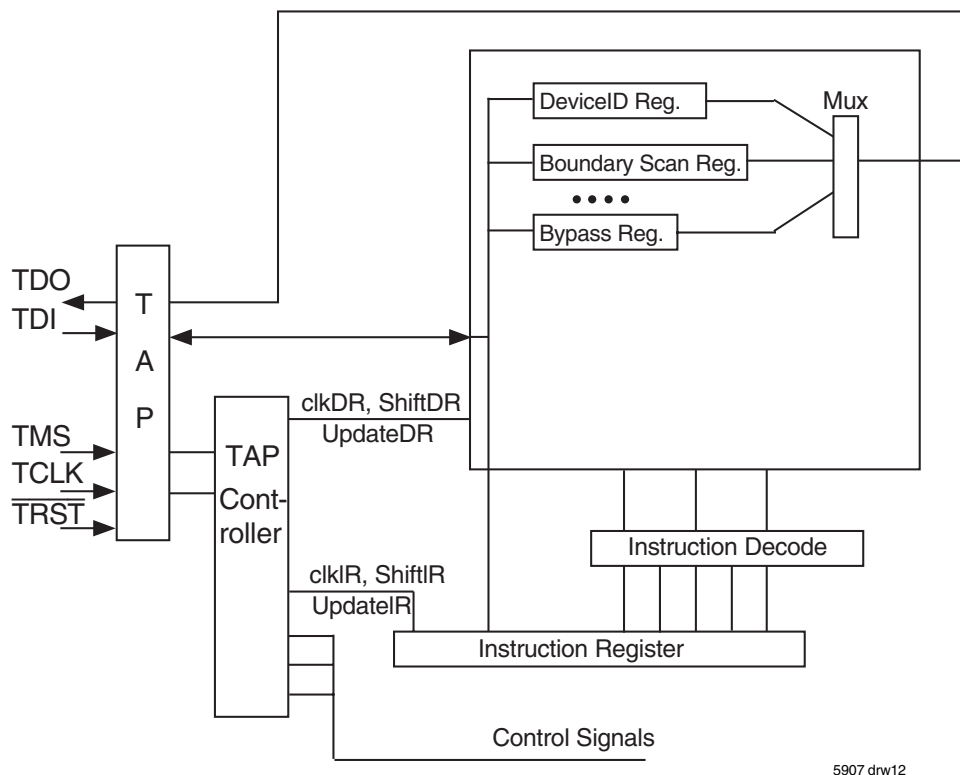 DeviceID Reg.
Mux
Boundary Scan Reg.
Bypass Reg.
TDO
TDI
T
A
P
TMS
TCLK
TRST
clkDR, ShiftDR
UpdateDR
TAP
Cont-
roller
Instruction Decode
clkIR, ShiftIR
UpdateIR
Instruction Register
Control Signals
5907 drw12